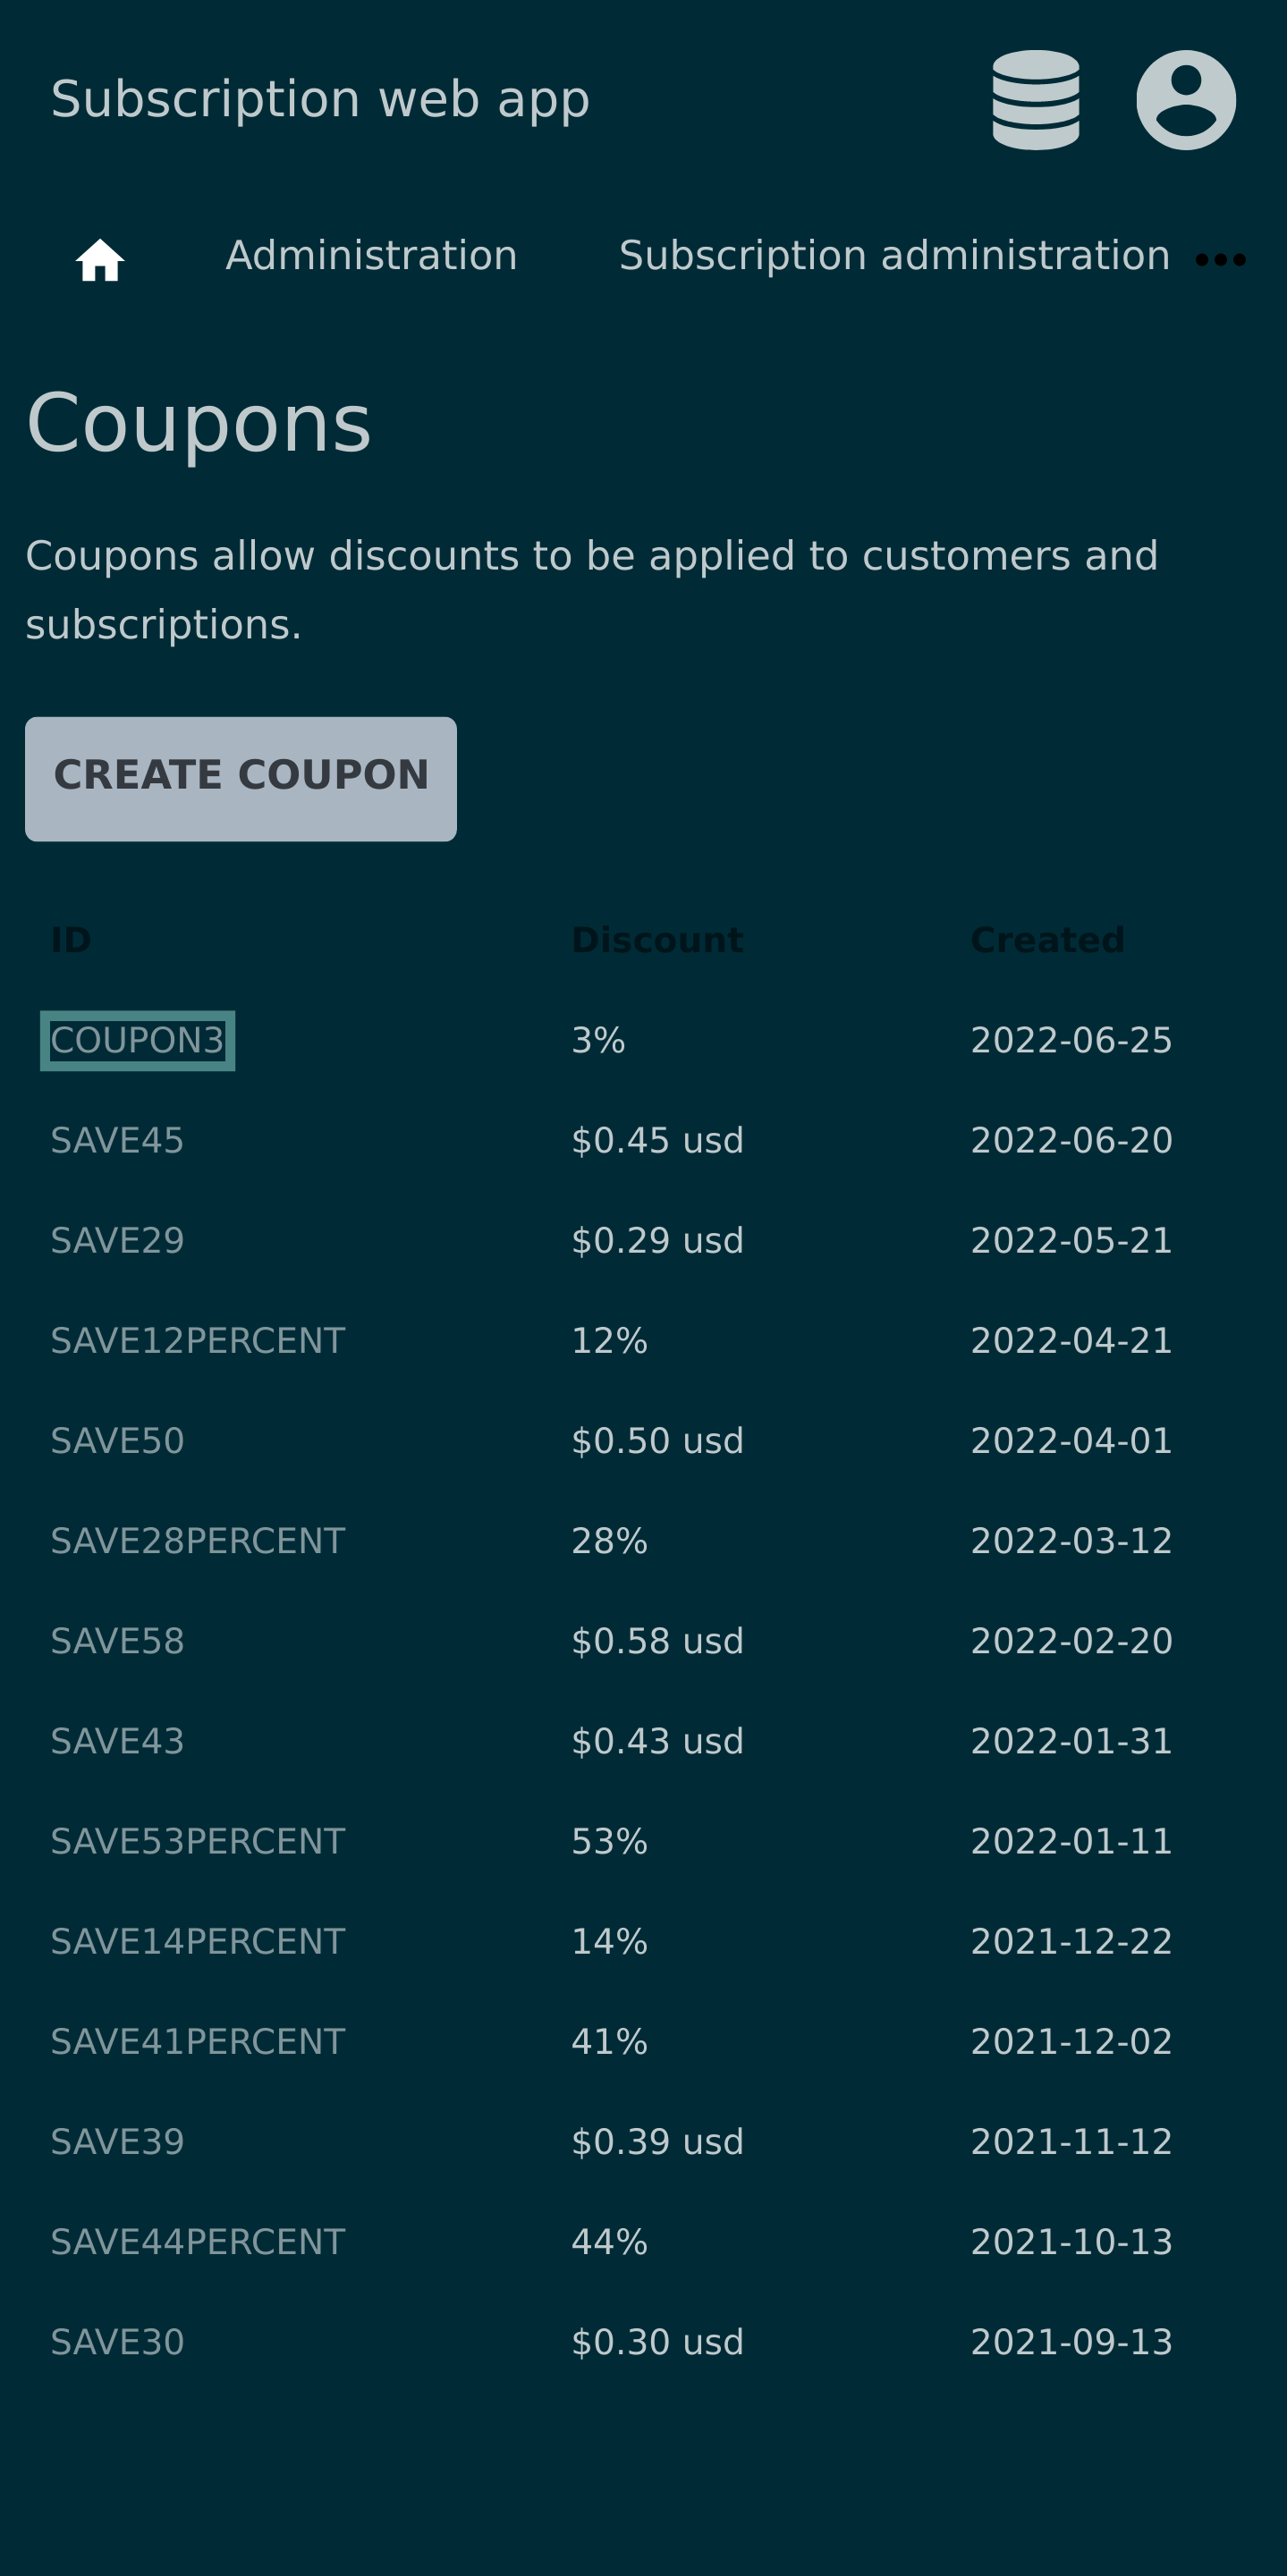 Subscription web app
Administration Subscription administration
Coupons
Coupons allow discounts to be applied to customers and
subscriptions.
CREATE COUPON
ID Discount Created
COUPON3 3% 2022-06-25
SAVE45 $0.45 usd 2022-06-20
SAVE29 $0.29 usd 2022-05-21
SAVE12PERCENT 12% 2022-04-21
SAVE50 $0.50 usd 2022-04-01
SAVE28PERCENT 28% 2022-03-12
SAVE58 $0.58 usd 2022-02-20
SAVE43 $0.43 usd 2022-01-31
SAVE53PERCENT 53% 2022-01-11
SAVE14PERCENT 14% 2021-12-22
SAVE41PERCENT 41% 2021-12-02
SAVE39 $0.39 usd 2021-11-12
SAVE44PERCENT 44% 2021-10-13
SAVE30 $0.30 usd 2021-09-13